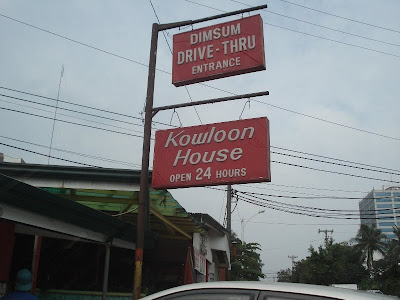 DIMSUM
DRIVE-THRU
ENTRANCE
Kowloon
House
OPEN 24 HOURS